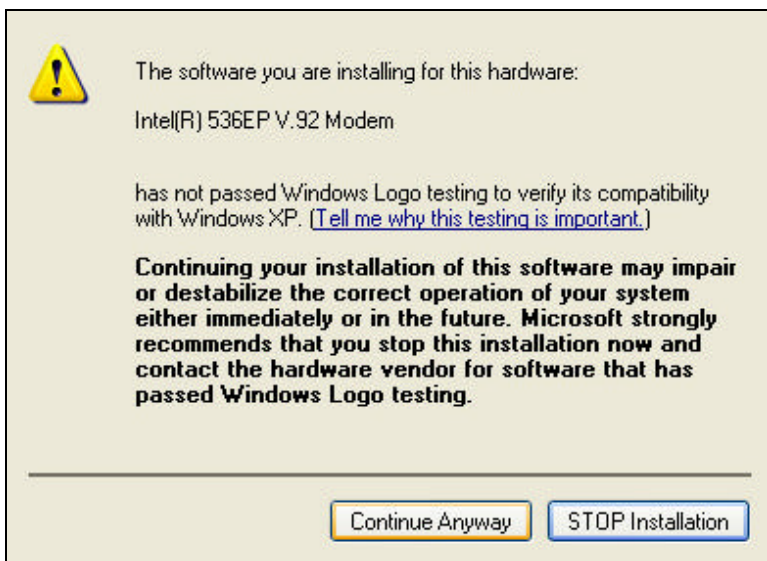 The software you are installing for this hardware:
Intel(R) 536EP V.92 Modem
has not passed Windows Logo testing to verify its compatibility
with Windows XP. (Tell me why this testing is important.)
Continuing your installation of this software may impair
or destabilize the correct operation of your system
either immediately or in the future. Microsoft strongly
recommends that you stop this installation now and
contact the hardware vendor for software that has
passed Windows Logo testing.
Continue Anyway
STOP Installation